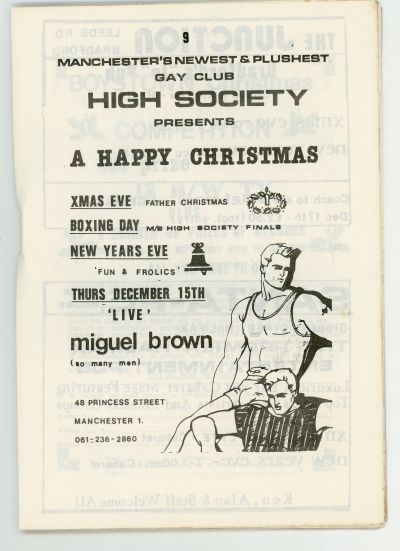 9
MANCHESTER'S NEWEST & PLUSHEST
GAY CLUB
HIGH SOCIETY
PRESENTS
A HAPPY CHRISTMAS
XMAS EVE FATHER CHRISTMAS
BOXING DAY M/B HIGH SOCIETY FINALS
NEW YEARS EVE
'FUN & FROLICS'
THURS DECEMBER 15TH
'LIVE'
miguel brown
(so many men)
48 PRINCESS STREET
MANCHESTER 1.
061-236-2860